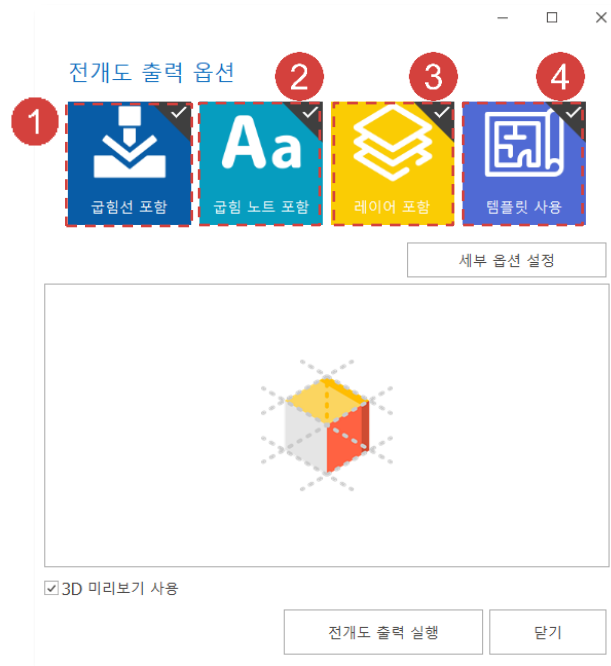 전개도 출력 옵션
1
2
3
4
Aa
굽힘선 포함
굽힘 노트 포함
레이어 포함
템플릿 사용
세부 옵션 설정
3D 미리보기 사용
전개도 출력 실행
닫기